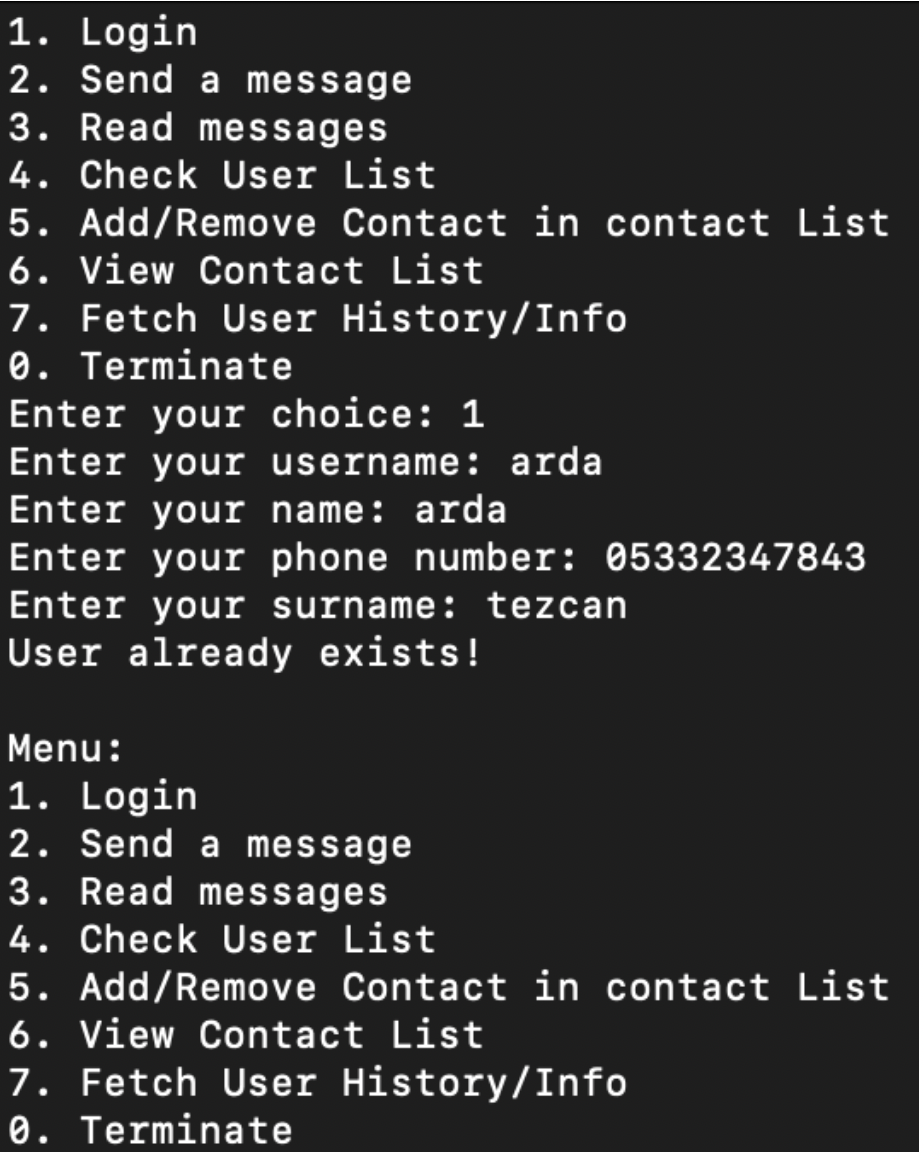 1. Login
2. Send a message
3. Read messages
4. Check User List
5. Add/Remove Contact in contact List
6. View Contact List
7. Fetch User History/Info
0. Terminate
Enter your choice: 1
Enter your username: arda
Enter your name: arda
Enter your phone number: 05332347843
Enter your surname: tezcan
User already exists!

Menu:
1. Login
2. Send a message
3. Read messages
4. Check User List
5. Add/Remove Contact in contact List
6. View Contact List
7. Fetch User History/Info
0. Terminate